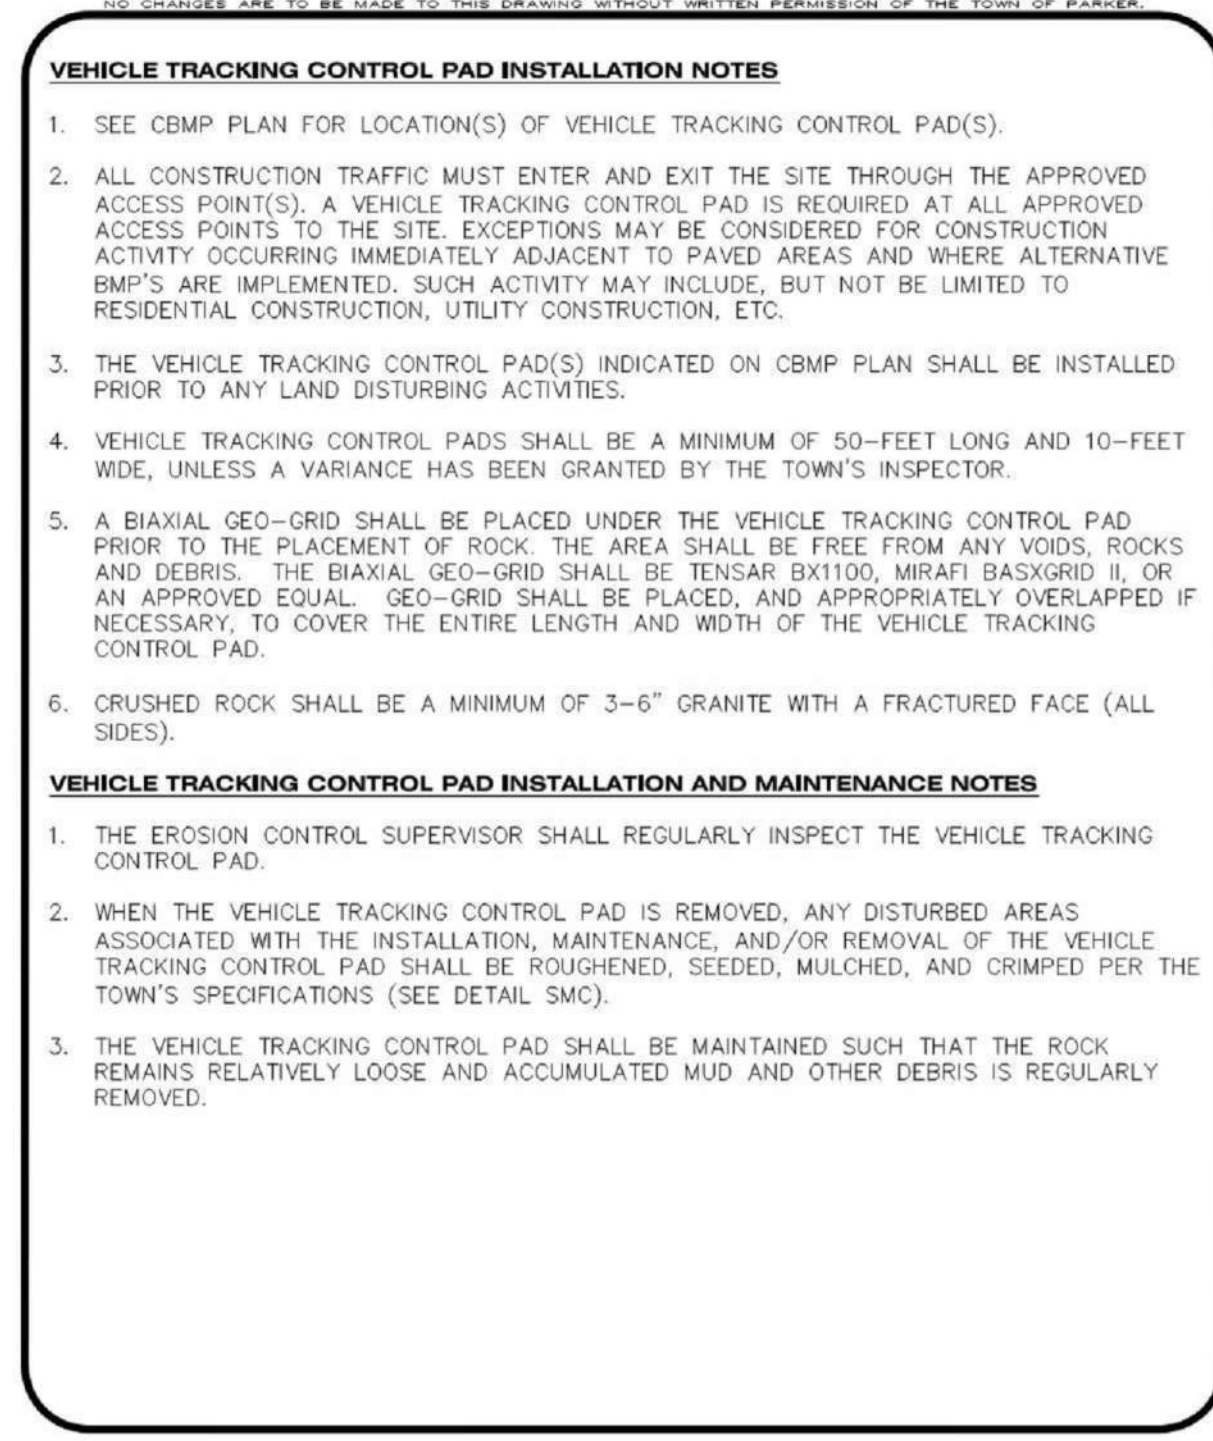 NO CHANGES ARE TO BE MADE TO THIS DRAWING WITHOUT WRITTEN PERMISSION OF THE TOWN OF PARKER.
VEHICLE TRACKING CONTROL PAD INSTALLATION NOTES
1. SEE CBMP PLAN FOR LOCATION(S) OF VEHICLE TRACKING CONTROL PAD(S).
2. ALL CONSTRUCTION TRAFFIC MUST ENTER AND EXIT THE SITE THROUGH THE APPROVED
ACCESS POINT(S). A VEHICLE TRACKING CONTROL PAD IS REQUIRED AT ALL APPROVED
ACCESS POINTS TO THE SITE. EXCEPTIONS MAY BE CONSIDERED FOR CONSTRUCTION
ACTIVITY OCCURRING IMMEDIATELY ADJACENT TO PAVED AREAS AND WHERE ALTERNATIVE
BMP'S ARE IMPLEMENTED. SUCH ACTIVITY MAY INCLUDE, BUT NOT BE LIMITED TO
RESIDENTIAL CONSTRUCTION, UTILITY CONSTRUCTION, ETC.
3. THE VEHICLE TRACKING CONTROL PAD(S) INDICATED ON CBMP PLAN SHALL BE INSTALLED
PRIOR TO ANY LAND DISTURBING ACTIVITIES.
4. VEHICLE TRACKING CONTROL PADS SHALL BE A MINIMUM OF 50-FEET LONG AND 10-FEET
WIDE, UNLESS A VARIANCE HAS BEEN GRANTED BY THE TOWN'S INSPECTOR.
5. A BIAXIAL GEO-GRID SHALL BE PLACED UNDER THE VEHICLE TRACKING CONTROL PAD
PRIOR TO THE PLACEMENT OF ROCK. THE AREA SHALL BE FREE FROM ANY VOIDS, ROCKS
AND DEBRIS. THE BIAXIAL GEO-GRID SHALL BE TENSAR BX1100, MIRAFI BASXGRID II, OR
AN APPROVED EQUAL. GEO-GRID SHALL BE PLACED, AND APPROPRIATELY OVERLAPPED IF
NECESSARY, TO COVER THE ENTIRE LENGTH AND WIDTH OF THE VEHICLE TRACKING
CONTROL PAD.
6. CRUSHED ROCK SHALL BE A MINIMUM OF 3-6" GRANITE WITH A FRACTURED FACE (ALL
SIDES).
VEHICLE TRACKING CONTROL PAD INSTALLATION AND MAINTENANCE NOTES
1. THE EROSION CONTROL SUPERVISOR SHALL REGULARLY INSPECT THE VEHICLE TRACKING
CONTROL PAD.
2. WHEN THE VEHICLE TRACKING CONTROL PAD IS REMOVED, ANY DISTURBED AREAS
ASSOCIATED WITH THE INSTALLATION, MAINTENANCE, AND/OR REMOVAL OF THE VEHICLE
TRACKING CONTROL PAD SHALL BE ROUGHENED, SEEDED, MULCHED, AND CRIMPED PER THE
TOWN'S SPECIFICATIONS (SEE DETAIL SMC).
3. THE VEHICLE TRACKING CONTROL PAD SHALL BE MAINTAINED SUCH THAT THE ROCK
REMAINS RELATIVELY LOOSE AND ACCUMULATED MUD AND OTHER DEBRIS IS REGULARLY
REMOVED.